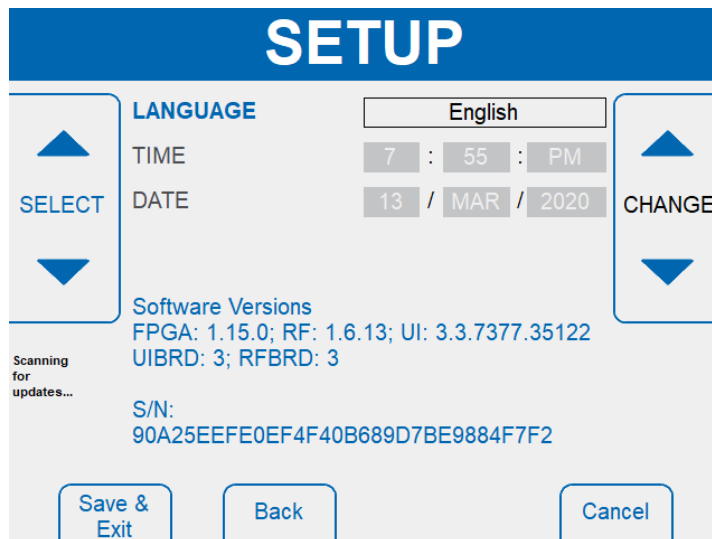 SETUP
LANGUAGE English
TIME 7 : 55 : PM
DATE 13 / MAR / 2020
SELECT
CHANGE
Software Versions
FPGA: 1.15.0; RF: 1.6.13; UI: 3.3.7377.35122
UIBRD: 3; RFBRD: 3
Scanning
for
updates...
S/N:
90A25EEFE0EF4F40B689D7BE9884F7F2
Save &
Exit
Back
Cancel